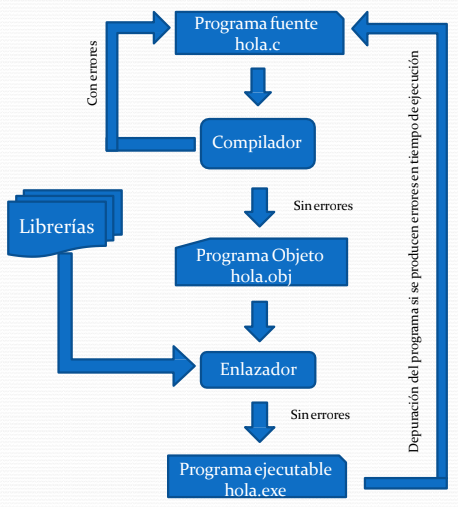 Programa fuente
hola.c
Con errores
Compilador
Sin errores
Librerías
Programa Objeto
hola.obj
Enlazador
Sin errores
Programa ejecutable
hola.exe
Depuración del programa si se producen errores en tiempo de ejecución